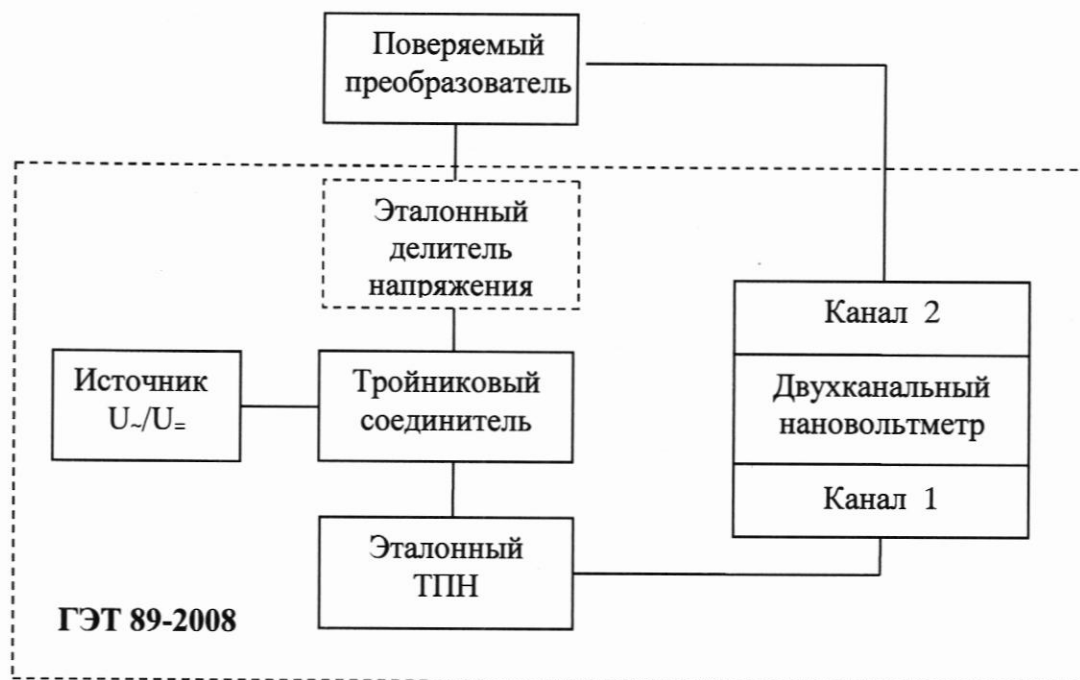 Поверяемый
преобразователь
Эталонный
делитель
напряжения
Источник
U~/U=
Тройниковый
соединитель
Канал 2
Двухканальный
нановольтметр
Канал 1
Эталонный
ТПН
ГЭТ 89-2008